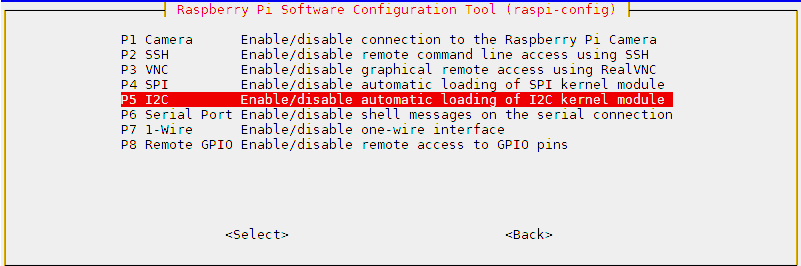 Raspberry Pi Software Configuration Tool (raspi-config)
P1 Camera Enable/disable connection to the Raspberry Pi Camera
P2 SSH Enable/disable remote command line access using SSH
P3 VNC Enable/disable graphical remote access using RealVNC
P4 SPI Enable/disable automatic loading of SPI kernel module
P5 I2C Enable/disable automatic loading of I2C kernel module
P6 Serial Port Enable/disable shell messages on the serial connection
P7 1-Wire Enable/disable one-wire interface
P8 Remote GPIO Enable/disable remote access to GPIO pins
<Select> <Back>